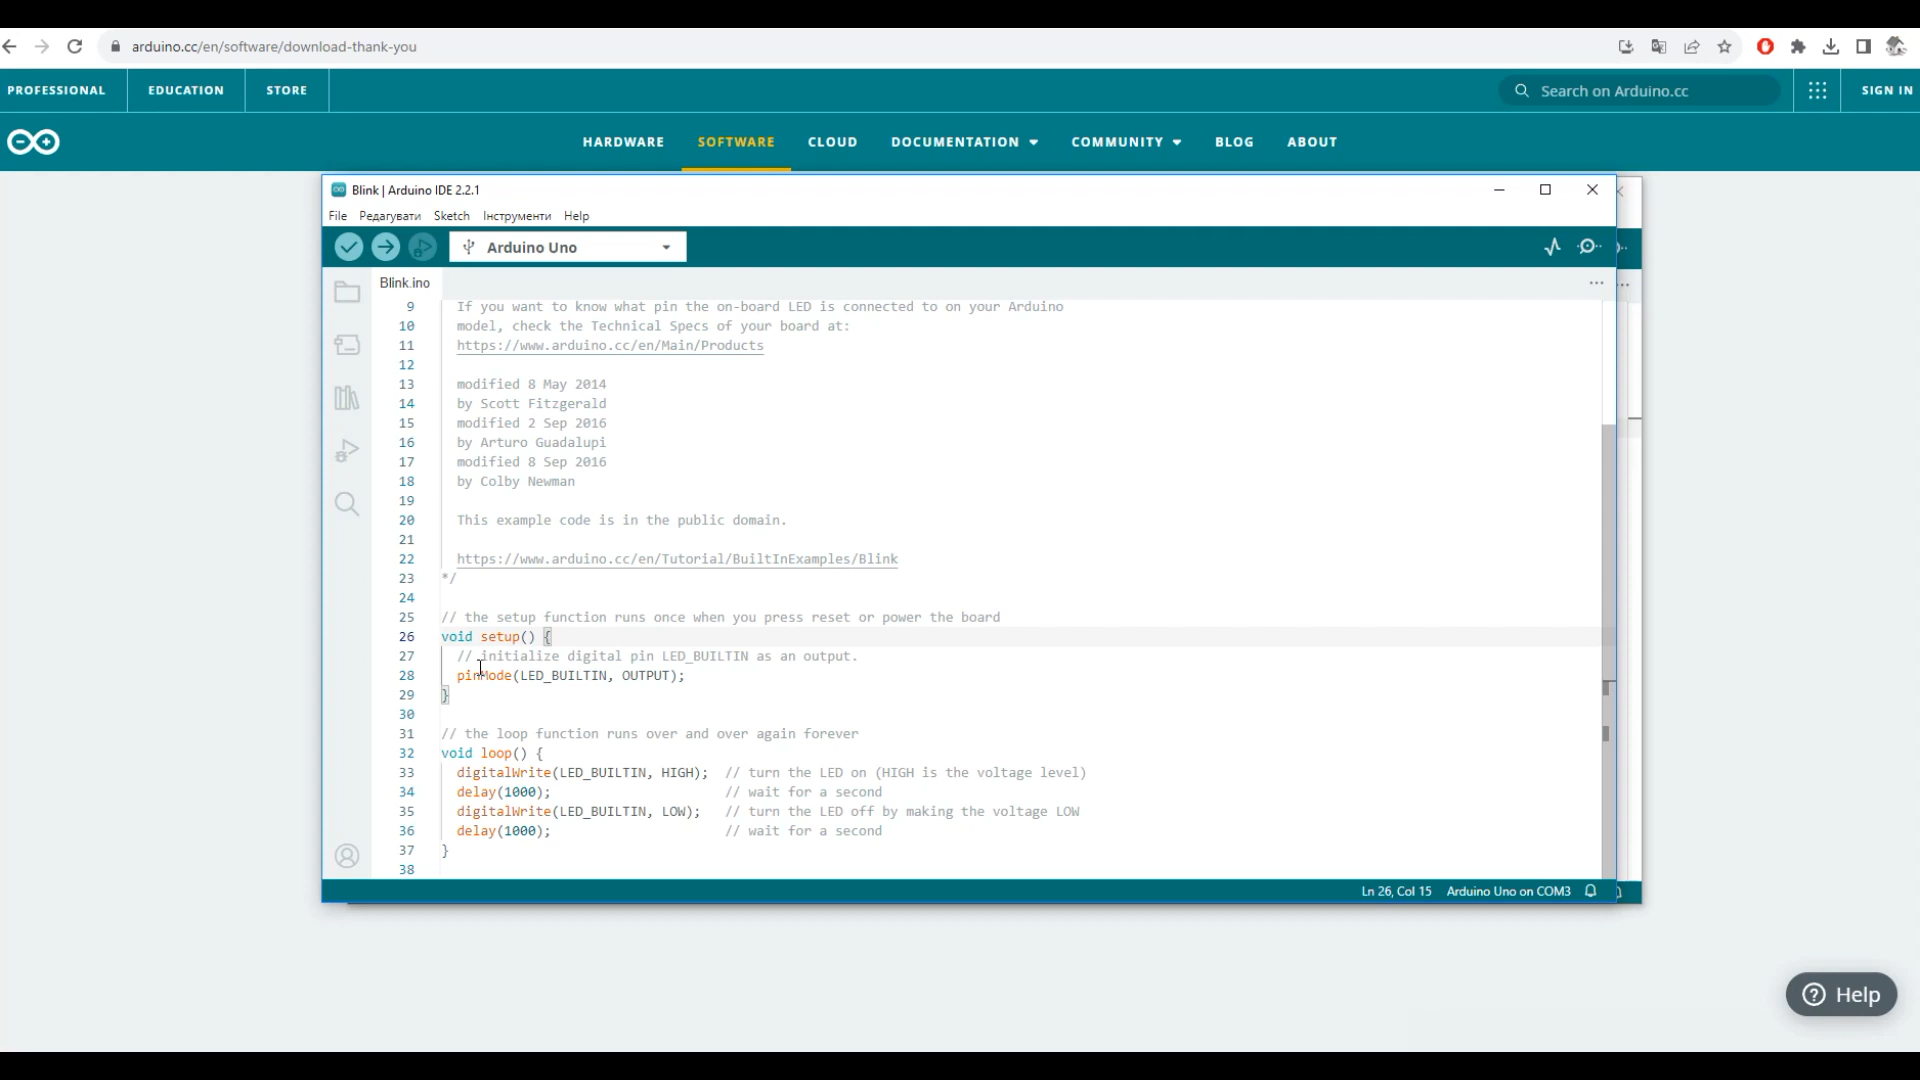 arduino.cc/en/software/download-thank-you
PROFESSIONAL EDUCATION STORE Search on Arduino.cc SIGN IN
HARDWARE SOFTWARE CLOUD DOCUMENTATION COMMUNITY BLOG ABOUT
Blink | Arduino IDE 2.2.1
File Редагувати Sketch Інструменти Help
Arduino Uno
Blink.ino
9 If you want to know what pin the on-board LED is connected to on your Arduino
10 model, check the Technical Specs of your board at:
11 https://www.arduino.cc/en/Main/Products
12
13 modified 8 May 2014
14 by Scott Fitzgerald
15 modified 2 Sep 2016
16 by Arturo Guadalupi
17 modified 8 Sep 2016
18 by Colby Newman
19
20 This example code is in the public domain.
21
22 https://www.arduino.cc/en/Tutorial/BuiltInExamples/Blink
23 */
24
25 // the setup function runs once when you press reset or power the board
26 void setup() {
27 // initialize digital pin LED_BUILTIN as an output.
28 pinMode(LED_BUILTIN, OUTPUT);
29 }
30
31 // the loop function runs over and over again forever
32 void loop() {
33 digitalWrite(LED_BUILTIN, HIGH); // turn the LED on (HIGH is the voltage level)
34 delay(1000); // wait for a second
35 digitalWrite(LED_BUILTIN, LOW); // turn the LED off by making the voltage LOW
36 delay(1000); // wait for a second
37 }
38
Ln 26, Col 15 Arduino Uno on COM3
Help